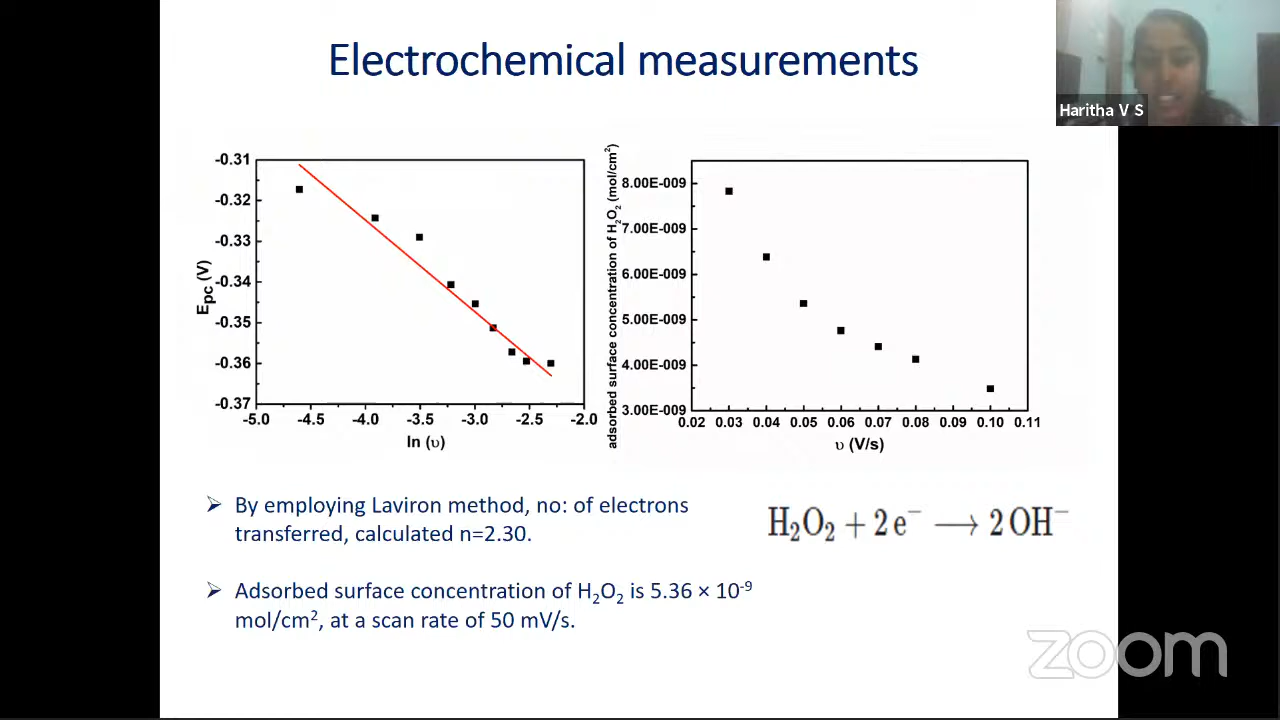 Electrochemical measurements
Haritha V S
-0.31
-0.32
-0.33
-0.34
-0.35
-0.36
-0.37
Epc (V)
-5.0 -4.5 -4.0 -3.5 -3.0 -2.5 -2.0
ln (υ)
adsorbed surface concentration of H₂O₂ (mol/cm²)
8.00E-009
7.00E-009
6.00E-009
5.00E-009
4.00E-009
3.00E-009
0.02 0.03 0.04 0.05 0.06 0.07 0.08 0.09 0.10 0.11
υ (V/s)
➢ By employing Laviron method, no: of electrons
transferred, calculated n=2.30.
H₂O₂ + 2 e⁻ ⟶ 2 OH⁻
➢ Adsorbed surface concentration of H₂O₂ is 5.36 × 10⁻⁹
mol/cm², at a scan rate of 50 mV/s.
zoom